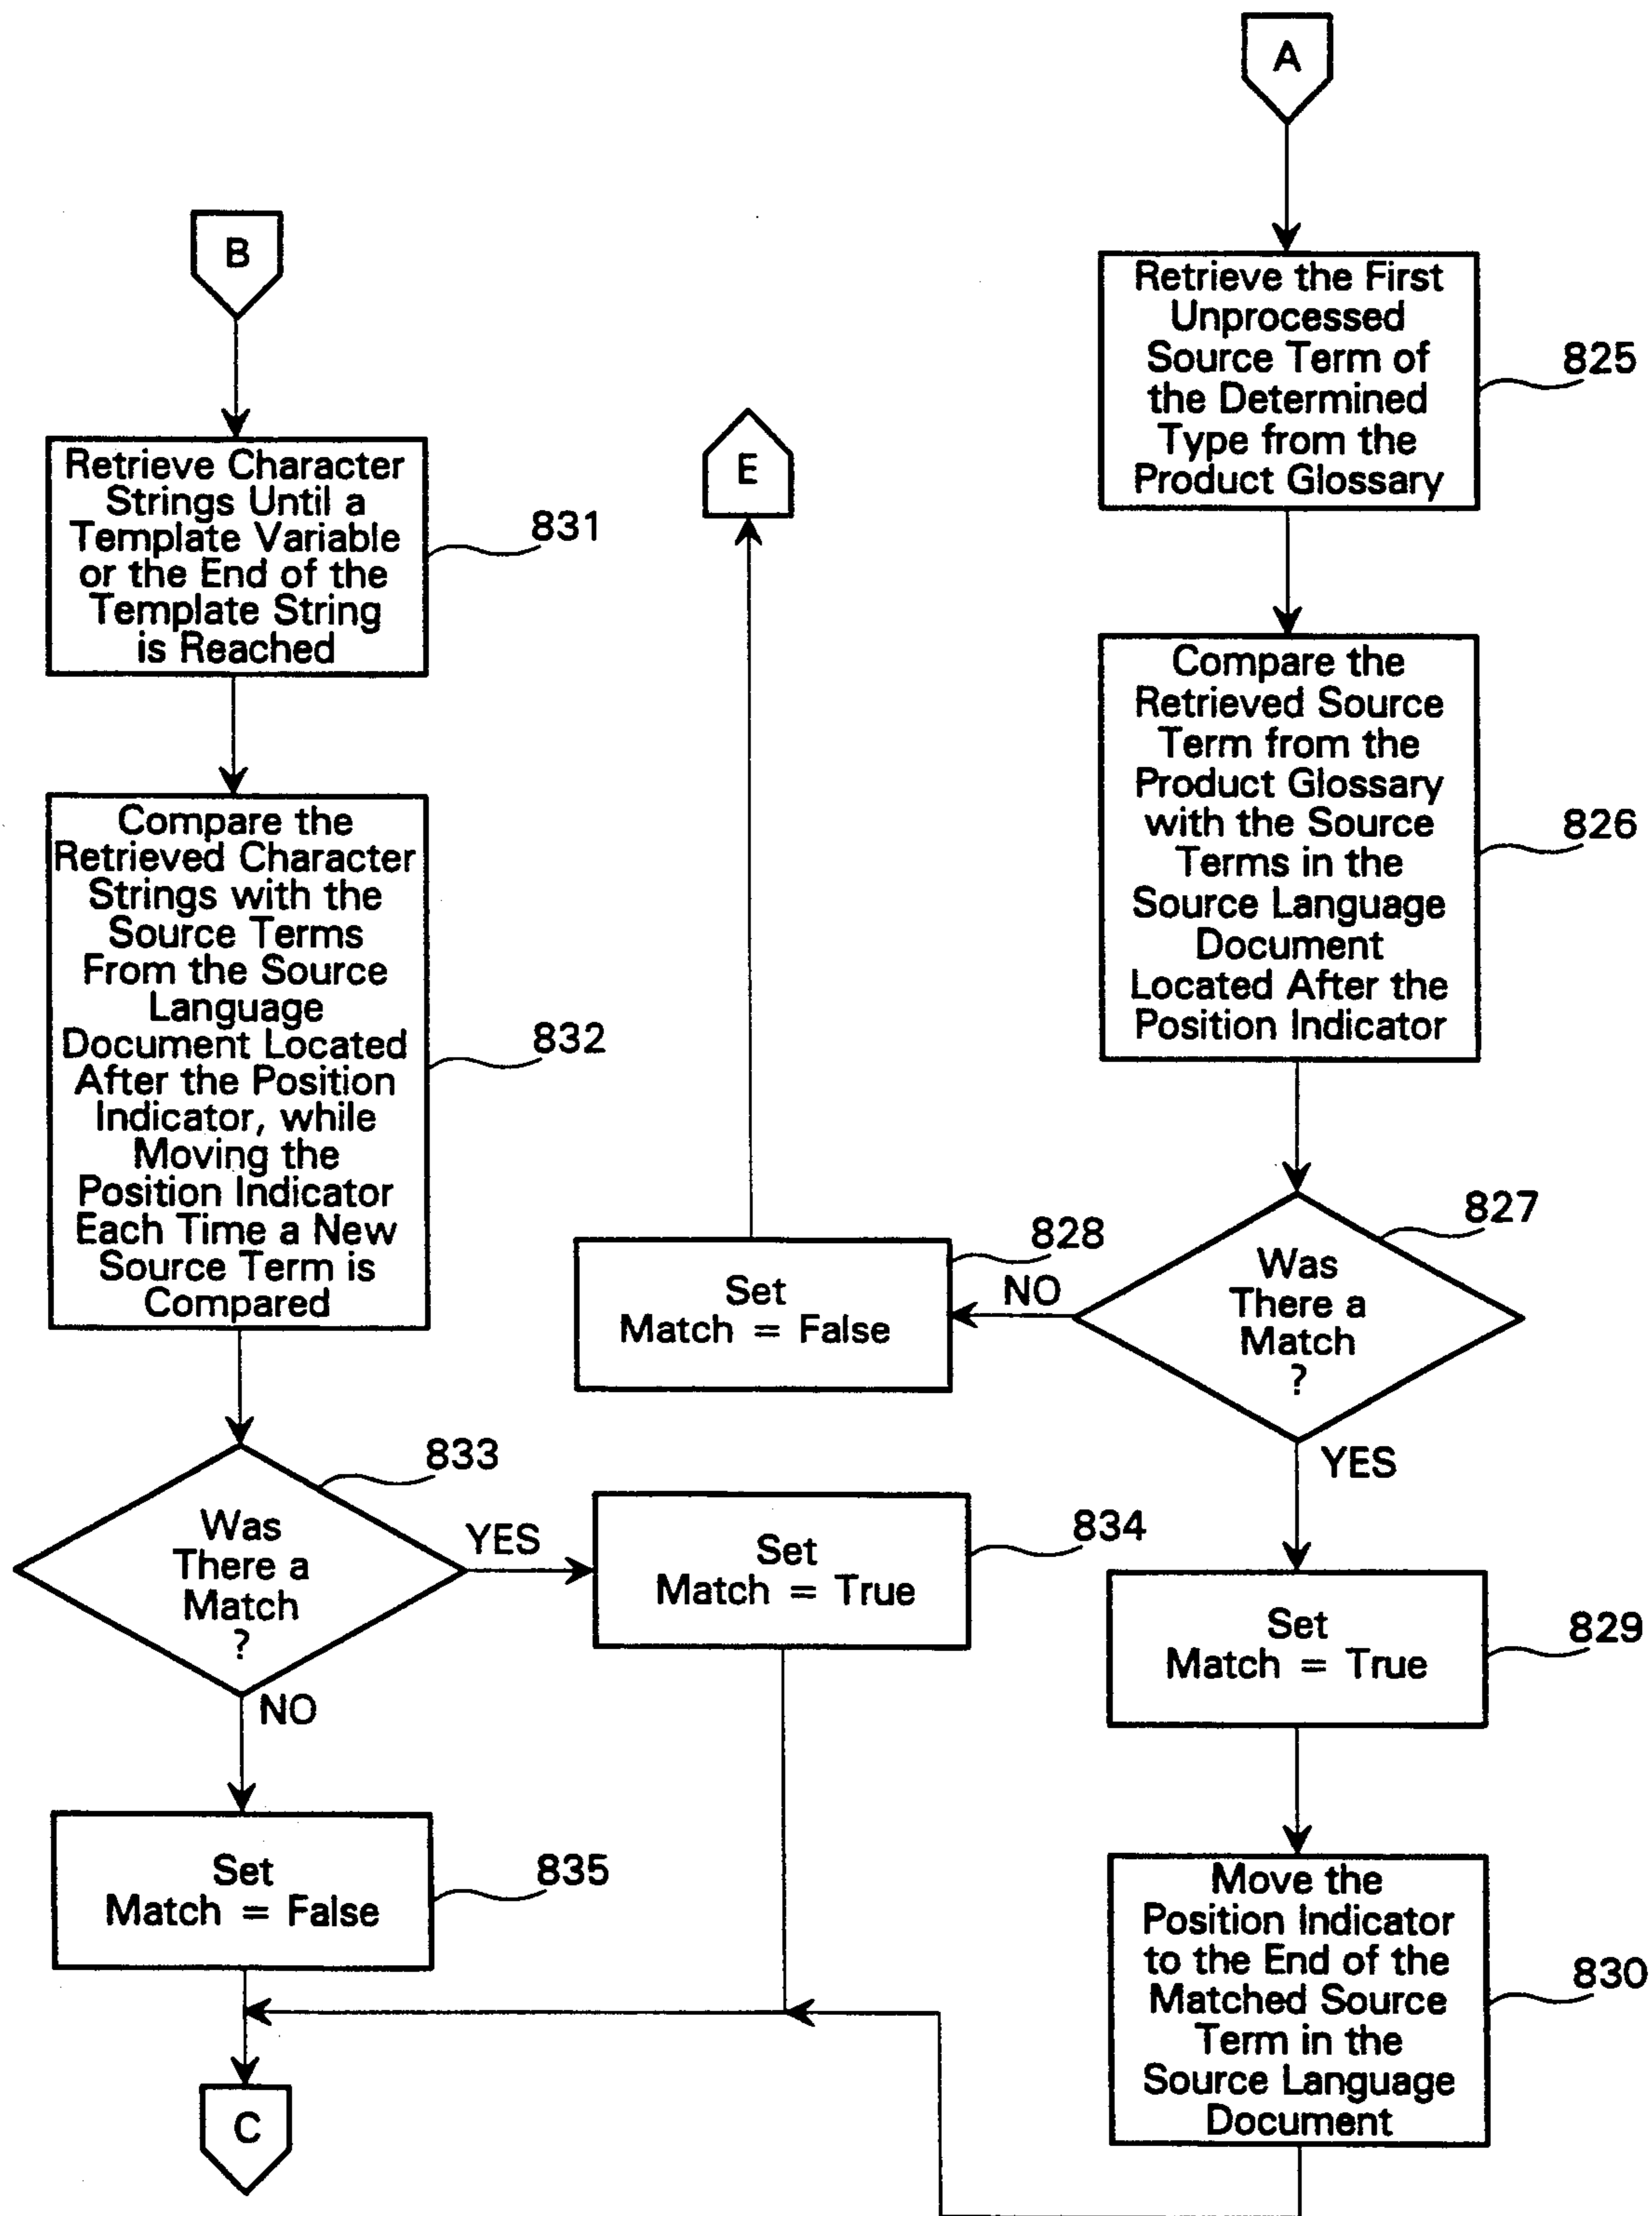 A
Retrieve the First
Unprocessed
Source Term of
the Determined
Type from the
Product Glossary
825
Compare the
Retrieved Source
Term from the
Product Glossary
with the Source
Terms in the
Source Language
Document
Located After the
Position Indicator
826
Was
There a
Match
?
827
NO
YES
Set
Match = False
828
E
Set
Match = True
829
Move the
Position Indicator
to the End of the
Matched Source
Term in the
Source Language
Document
830
B
Retrieve Character
Strings Until a
Template Variable
or the End of the
Template String
is Reached
831
Compare the
Retrieved Character
Strings with the
Source Terms
From the Source
Language
Document Located
After the Position
Indicator, while
Moving the
Position Indicator
Each Time a New
Source Term is
Compared
832
Was
There a
Match
?
833
YES
NO
Set
Match = True
834
Set
Match = False
835
C